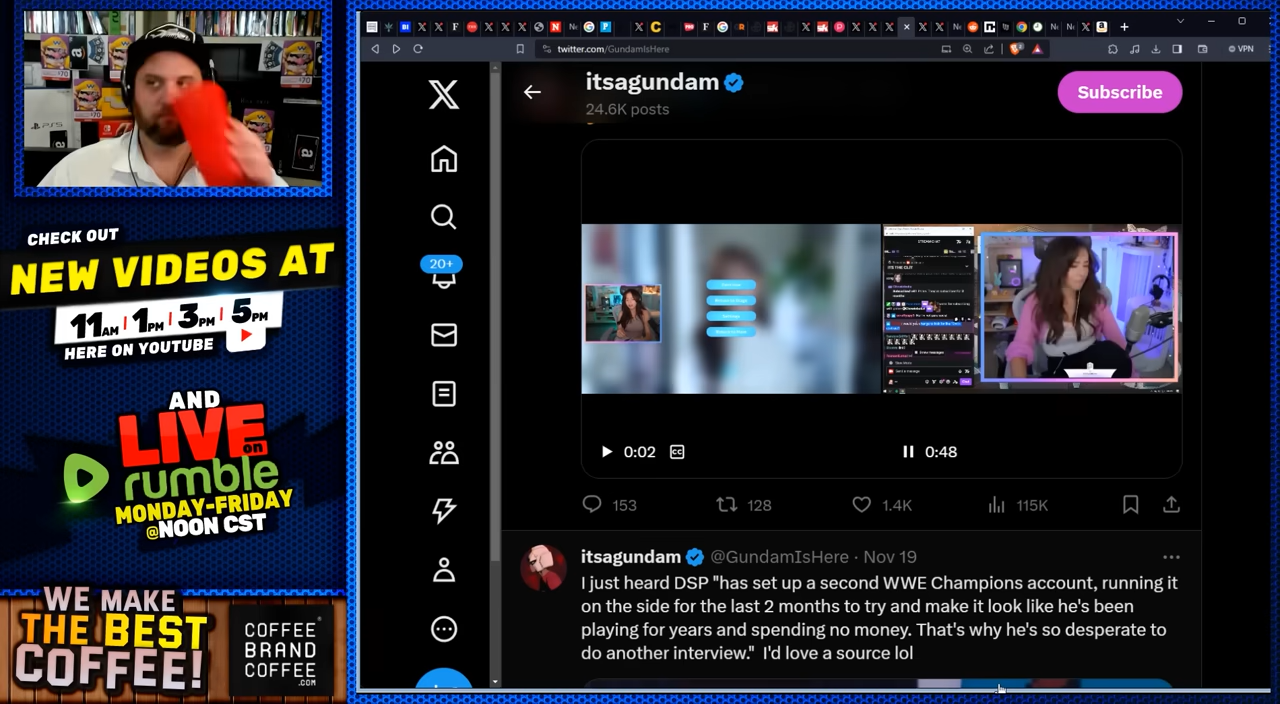 CHECK OUT
NEW VIDEOS AT
11AM | 1PM | 3PM | 5PM
HERE ON YOUTUBE
AND
LIVE
on
rumble
MONDAY-FRIDAY
@NOON CST
WE MAKE
THE BEST
COFFEE!
COFFEE
BRAND
COFFEE
.COM
twitter.com/GundamIsHere
VPN
itsagundam
24.6K posts
Subscribe
20+
0:02
CC
0:48
153
128
1.4K
115K
itsagundam @GundamIsHere · Nov 19
I just heard DSP "has set up a second WWE Champions account, running it
on the side for the last 2 months to try and make it look like he's been
playing for years and spending no money. That's why he's so desperate to
do another interview."  I'd love a source lol